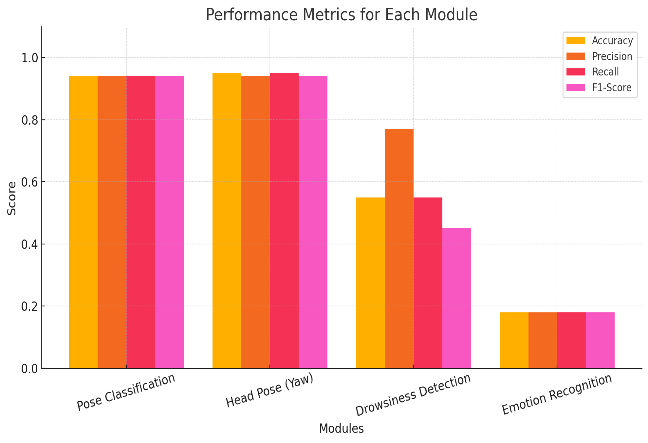 Performance Metrics for Each Module
Accuracy
Precision
Recall
F1-Score
1.0
0.8
0.6
0.4
0.2
0.0
Score
Pose Classification
Head Pose (Yaw)
Drowsiness Detection
Emotion Recognition
Modules